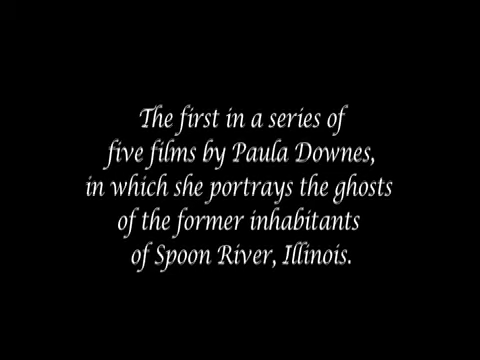 The first in a series of
five films by Paula Downes,
in which she portrays the ghosts
of the former inhabitants
of Spoon River, Illinois.